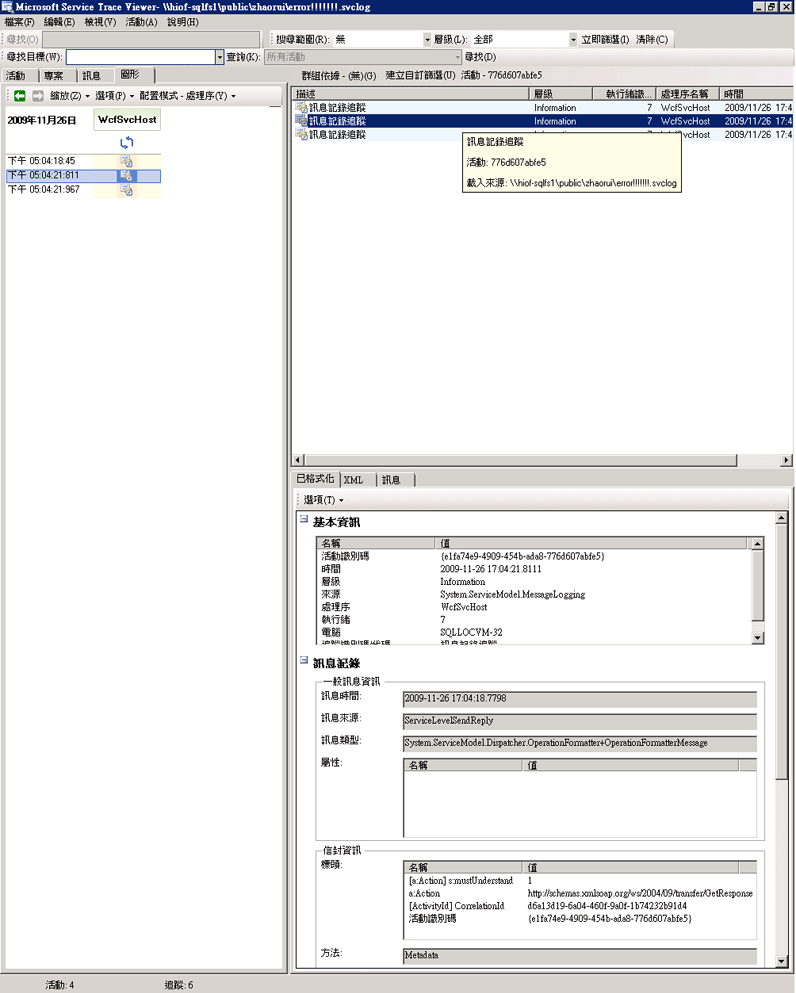 Microsoft Service Trace Viewer- \\hiof-sqlfs1\public\zhaorui\error!!!!!!!.svclog
檔案(F) 編輯(E) 檢視(V) 活動(A) 說明(H)
尋找(O) 搜尋範圍(R): 無 層級(L): 全部 立即篩選(I) 清除(C)
尋找目標(W): 查詢(K): 所有活動 尋找(D)
活動 專案 訊息 圖形 群組依據 - (無)(G) 建立自訂篩選(U) 活動 - 776d607abfe5
縮放(Z) 選項(P) 配置模式 - 處理序(Y)
2009年11月26日 WcfSvcHost
下午 05:04:18:45
下午 05:04:21:811
下午 05:04:21:967
描述 層級 執行緒識... 處理序名稱 時間
訊息記錄追蹤 Information 7 WcfSvcHost 2009/11/26 17:4
訊息記錄追蹤 Information 7 WcfSvcHost 2009/11/26 17:4
訊息記錄追蹤 2009/11/26 17:4
訊息記錄追蹤
活動: 776d607abfe5
載入來源: \\hiof-sqlfs1\public\zhaorui\error!!!!!!!.svclog
已格式化 XML 訊息
選項(T)
基本資訊
名稱 值
活動識別碼 {e1fa74e9-4909-454b-ada8-776d607abfe5}
時間 2009-11-26 17:04:21.8111
層級 Information
來源 System.ServiceModel.MessageLogging
處理序 WcfSvcHost
執行緒 7
電腦 SQLLOCVM-32
訊息記錄
一般訊息資訊
訊息時間: 2009-11-26 17:04:18.7798
訊息來源: ServiceLevelSendReply
訊息類型: System.ServiceModel.Dispatcher.OperationFormatter+OperationFormatterMessage
屬性: 名稱 值
信封資訊
標頭: 名稱 值
[a:Action] s:mustUnderstand 1
a:Action http://schemas.xmlsoap.org/ws/2004/09/transfer/GetResponse
[ActivityId] CorrelationId d6a13d19-6a04-460f-9a0f-1b74232b91d4
活動識別碼 {e1fa74e9-4909-454b-ada8-776d607abfe5}
方法: Metadata
活動: 4 追蹤: 6